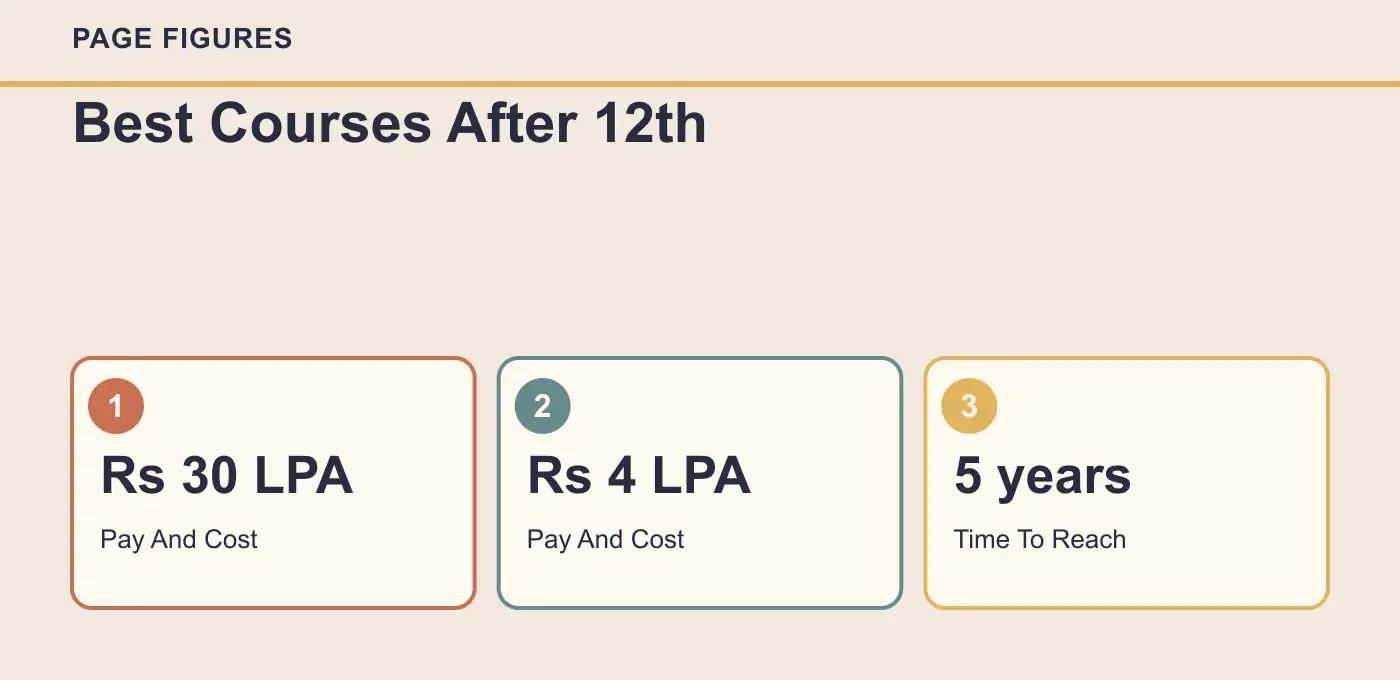 PAGE FIGURES
Best Courses After 12th
1
Rs 30 LPA
Pay And Cost
2
Rs 4 LPA
Pay And Cost
3
5 years
Time To Reach